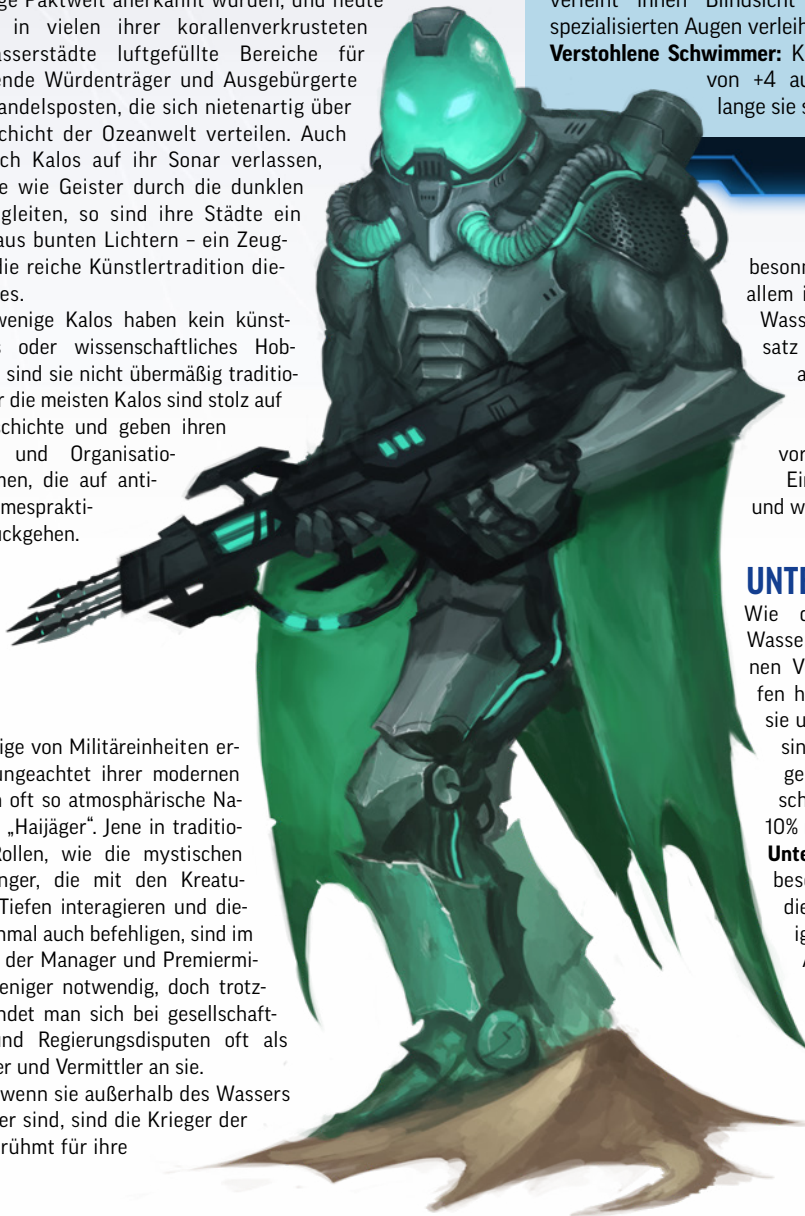 ige Paktwelt anerkannt wurden, und heute
in vielen ihrer korallenverkrusteten
asserstädte luftgefüllte Bereiche für
ende Würdenträger und Ausgebürgerte
andelsposten, die sich nietenartig über
chicht der Ozeanwelt verteilen. Auch
ch Kalos auf ihr Sonar verlassen,
e wie Geister durch die dunklen
gleiten, so sind ihre Städte ein
aus bunten Lichtern – ein Zeug-
die reiche Künstlertradition die-
es.
wenige Kalos haben kein künst-
s oder wissenschaftliches Hob-
sind sie nicht übermäßig traditio-
r die meisten Kalos sind stolz auf
schichte und geben ihren
und Organisatio-
men, die auf anti-
mesprakti-
ückgehen.
ige von Militäreinheiten er-
ungeachtet ihrer modernen
n oft so atmosphärische Na-
„Haijäger“. Jene in traditio-
Rollen, wie die mystischen
nger, die mit den Kreatu-
Tiefen interagieren und die-
nmal auch befehligen, sind im
der Manager und Premiermi-
eniger notwendig, doch trotz-
ndet man sich bei gesellschaft-
und Regierungsdisputen oft als
er und Vermittler an sie.
wenn sie außerhalb des Wassers
er sind, sind die Krieger der
rühmt für ihre
verleiht ihnen Blindsicht
spezialisierten Augen verleih
Verstohlene Schwimmer: K
von +4 au
lange sie s
besonn
allem i
Wass
satz
a
vor
Ein
und w
UNTE
Wie d
Wasse
nen V
fen h
sie u
sin
ge
sch
10%
Unte
besc
die
ig
A